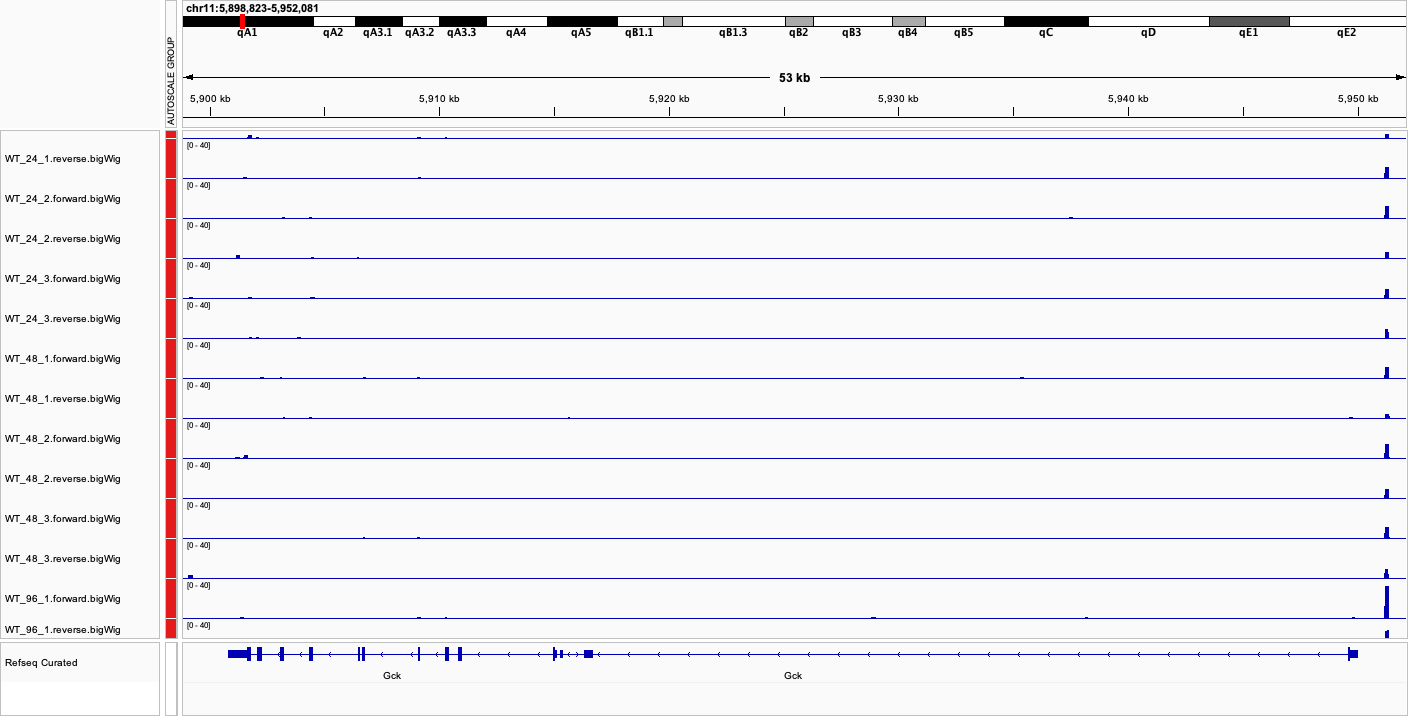 chr11:5,898,823-5,952,081
qA1 qA2 qA3.1 qA3.2 qA3.3 qA4 qA5 qB1.1 qB1.3 qB2 qB3 qB4 qB5 qC qD qE1 qE2
AUTOSCALE GROUP
53 kb
5,900 kb 5,910 kb 5,920 kb 5,930 kb 5,940 kb 5,950 kb
[0 - 40]
WT_24_1.reverse.bigWig
[0 - 40]
WT_24_2.forward.bigWig
[0 - 40]
WT_24_2.reverse.bigWig
[0 - 40]
WT_24_3.forward.bigWig
[0 - 40]
WT_24_3.reverse.bigWig
[0 - 40]
WT_48_1.forward.bigWig
[0 - 40]
WT_48_1.reverse.bigWig
[0 - 40]
WT_48_2.forward.bigWig
[0 - 40]
WT_48_2.reverse.bigWig
[0 - 40]
WT_48_3.forward.bigWig
[0 - 40]
WT_48_3.reverse.bigWig
[0 - 40]
WT_96_1.forward.bigWig
[0 - 40]
WT_96_1.reverse.bigWig
Refseq Curated
Gck Gck